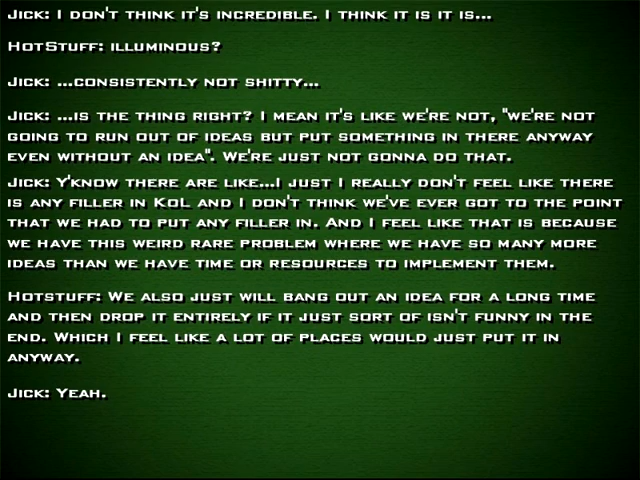 Jick: I don't think it's incredible. I think it is it is...
HotStuff: illuminous?
Jick: ...consistently not shitty...
Jick: ...is the thing right? I mean it's like we're not, "we're not
going to run out of ideas but put something in there anyway
even without an idea". We're just not gonna do that.
Jick: Y'know there are like...I just I really don't feel like there
is any filler in KoL and I don't think we've ever got to the point
that we had to put any filler in. And I feel like that is because
we have this weird rare problem where we have so many more
ideas than we have time or resources to implement them.
Hotstuff: We also just will bang out an idea for a long time
and then drop it entirely if it just sort of isn't funny in the
end. Which I feel like a lot of places would just put it in
anyway.
Jick: Yeah.